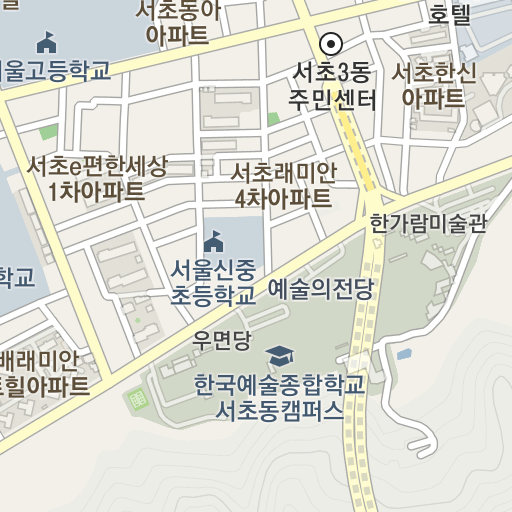 서초동아
아파트
호텔
서울고등학교
서초3동
주민센터
서초한신
아파트
서초e편한세상
1차아파트
서초래미안
4차아파트
한가람미술관
서울신중
초등학교
학교
예술의전당
우면당
배래미안
트힐아파트
한국예술종합학교
서초동캠퍼스